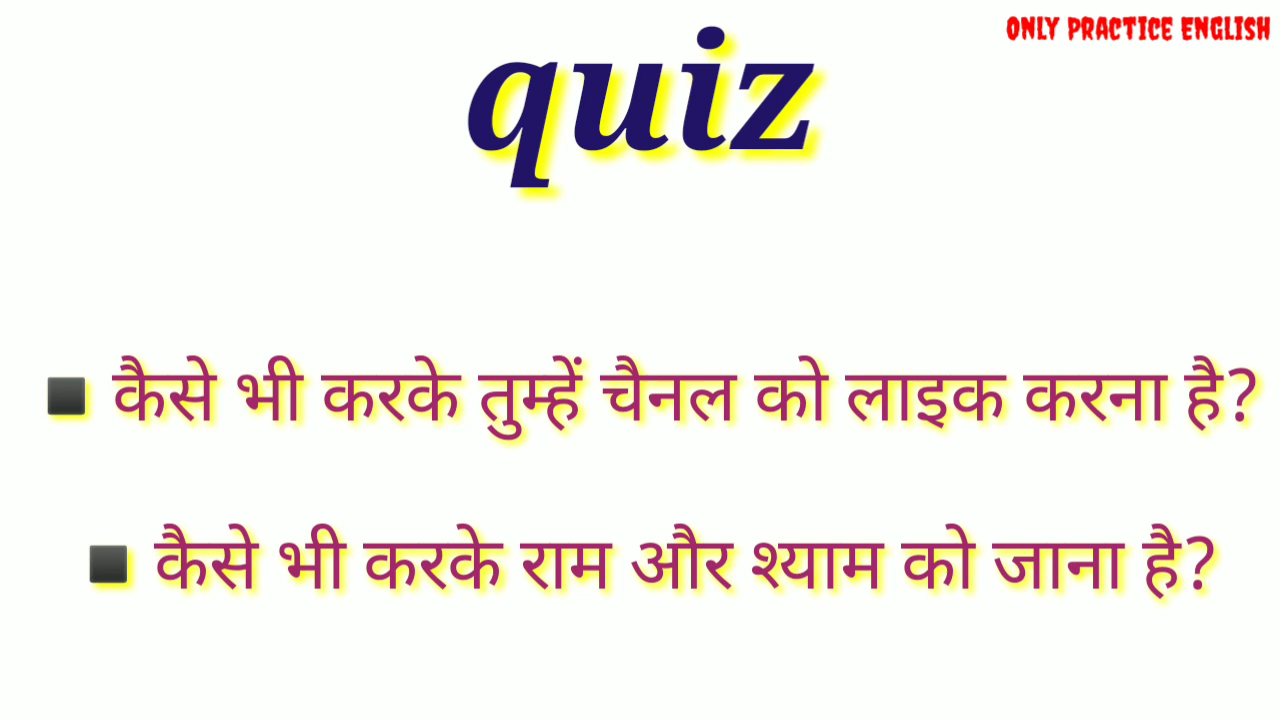 ONLY PRACTICE ENGLISH
quiz
▪ कैसे भी करके तुम्हें चैनल को लाइक करना है?
▪ कैसे भी करके राम और श्याम को जाना है?